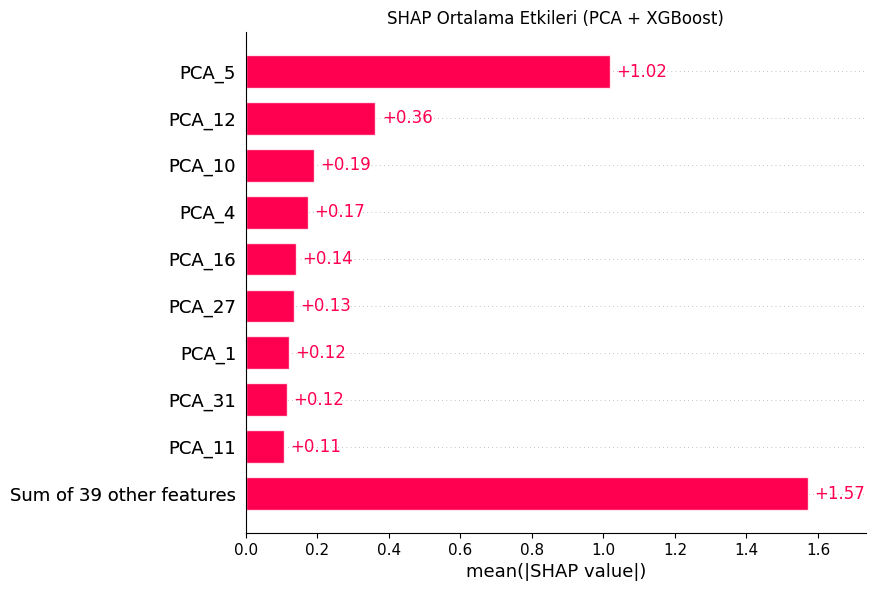 SHAP Ortalama Etkileri (PCA + XGBoost)
PCA_5 +1.02
PCA_12 +0.36
PCA_10 +0.19
PCA_4 +0.17
PCA_16 +0.14
PCA_27 +0.13
PCA_1 +0.12
PCA_31 +0.12
PCA_11 +0.11
Sum of 39 other features +1.57
0.0 0.2 0.4 0.6 0.8 1.0 1.2 1.4 1.6
mean(|SHAP value|)